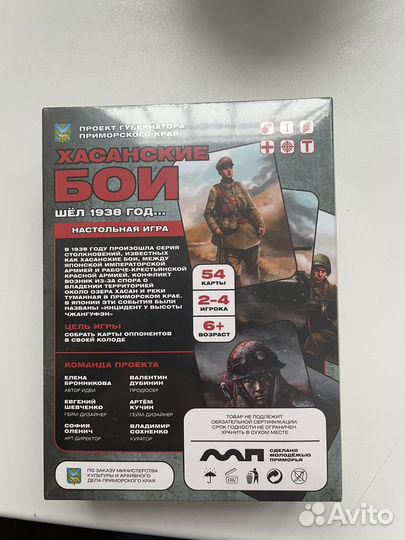 ПРОЕКТ ГУБЕРНАТОРА
ПРИМОРСКОГО КРАЯ
ХАСАНСКИЕ
БОИ
ШЁЛ 1938 ГОД...
НАСТОЛЬНАЯ ИГРА
В 1938 ГОДУ ПРОИЗОШЛА СЕРИЯ
СТОЛКНОВЕНИЙ, ИЗВЕСТНЫХ
КАК ХАСАНСКИЕ БОИ, МЕЖДУ
ЯПОНСКОЙ ИМПЕРАТОРСКОЙ
АРМИЕЙ И РАБОЧЕ-КРЕСТЬЯНСКОЙ
КРАСНОЙ АРМИЕЙ. КОНФЛИКТ
ВОЗНИК ИЗ-ЗА СПОРА О
ВЛАДЕНИИ ТЕРРИТОРИЕЙ
ОКОЛО ОЗЕРА ХАСАН И РЕКИ
ТУМАННАЯ В ПРИМОРСКОМ КРАЕ.
В ЯПОНИИ ЭТИ СОБЫТИЯ БЫЛИ
НАЗВАНЫ «ИНЦИДЕНТ У ВЫСОТЫ
ЧЖАНГУФЭН»
54
КАРТЫ
2-4
ИГРОКА
6+
ВОЗРАСТ
ЦЕЛЬ ИГРЫ
СОБРАТЬ КАРТЫ ОППОНЕНТОВ
В СВОЕЙ КОЛОДЕ
КОМАНДА ПРОЕКТА
ЕЛЕНА
БРОННИКОВА
АВТОР ИДЕИ
ВАЛЕНТИН
ДУБИНИН
ПРОДЮСЕР
ЕВГЕНИЙ
ШЕВЧЕНКО
ГЕЙМ-ДИЗАЙНЕР
АРТЁМ
КУЧИН
ГЕЙМ-ДИЗАЙНЕР
СОФИЯ
ОЛЕНИЧ
АРТ-ДИРЕКТОР
ВЛАДИМИР
СОХНЕНКО
КУРАТОР
ТОВАР НЕ ПОДЛЕЖИТ
ОБЯЗАТЕЛЬНОЙ СЕРТИФИКАЦИИ.
СРОК ГОДНОСТИ НЕ ОГРАНИЧЕН.
ХРАНИТЬ В СУХОМ МЕСТЕ
СДЕЛАНО
МОЛОДЁЖЬЮ
ПРИМОРЬЯ
ПО ЗАКАЗУ МИНИСТЕРСТВА
КУЛЬТУРЫ И АРХИВНОГО
ДЕЛА ПРИМОРСКОГО КРАЯ
Avito